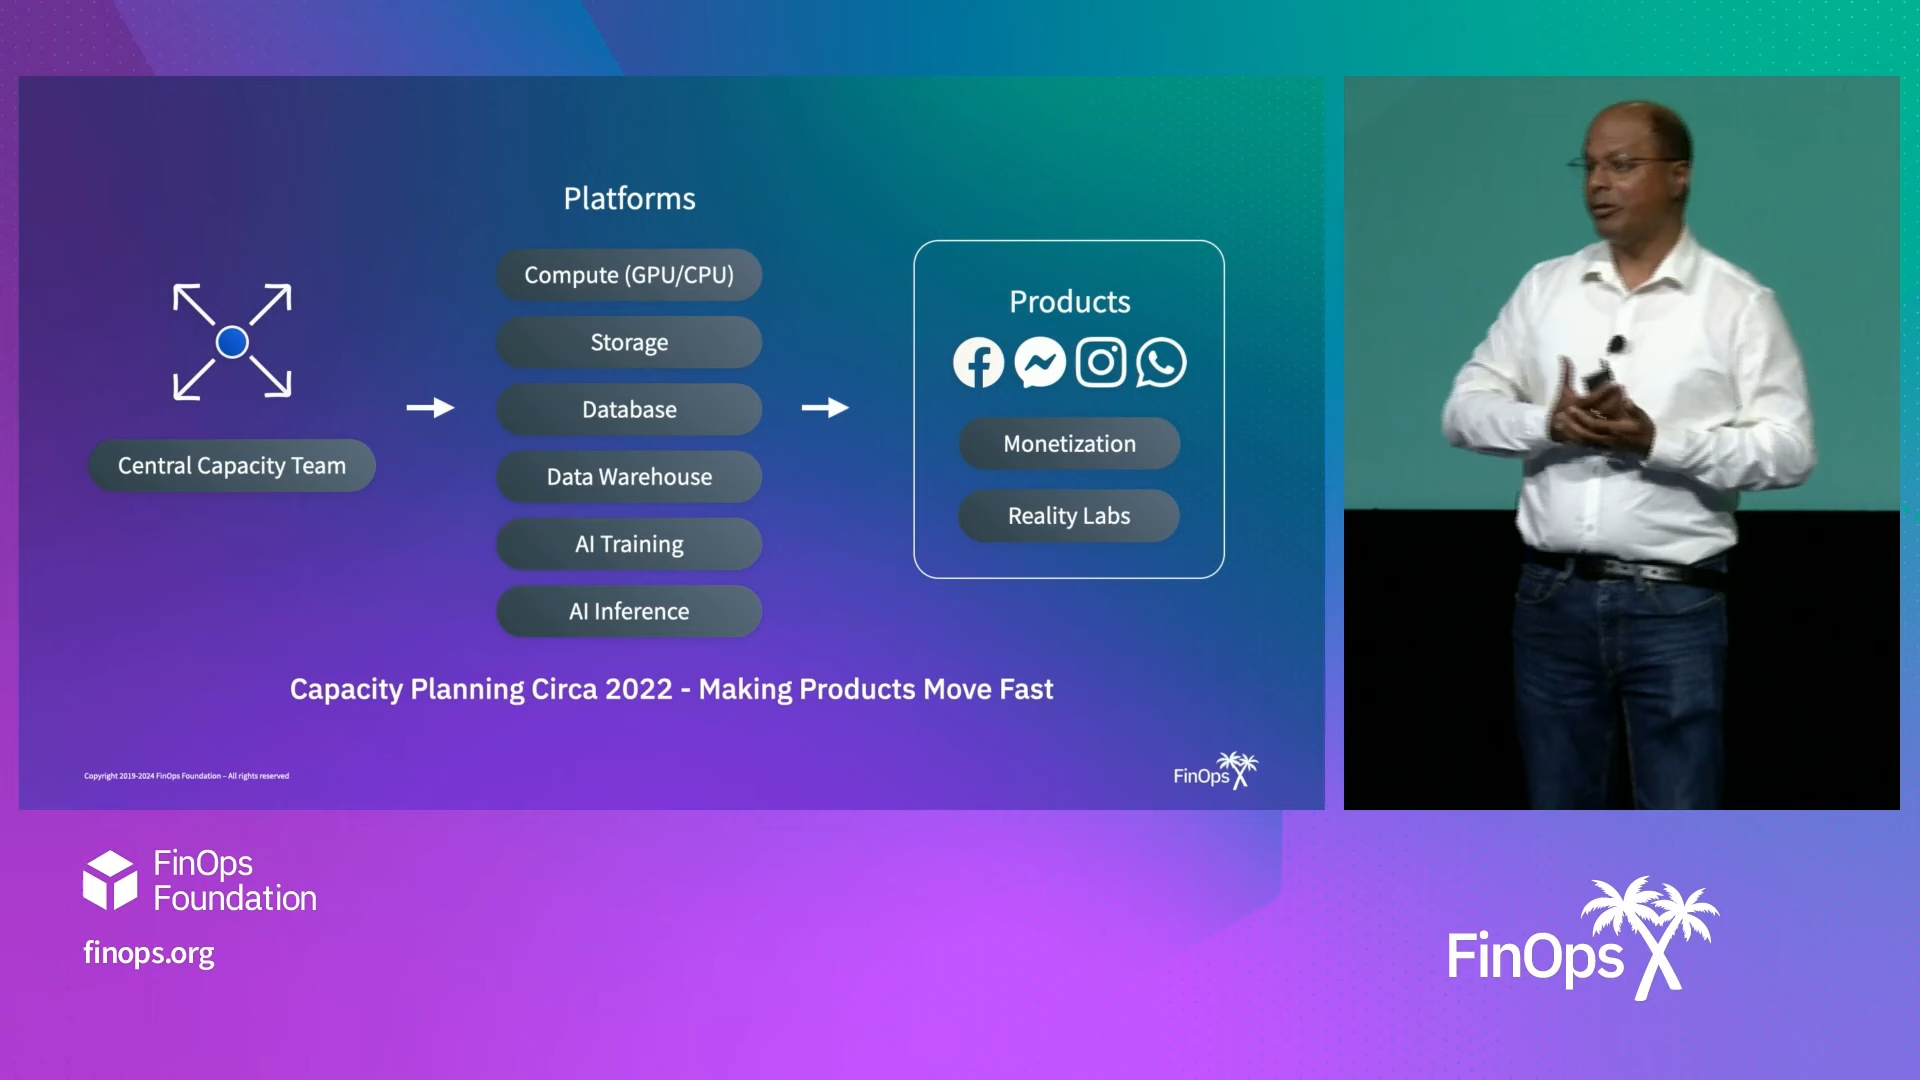 Platforms
Compute (GPU/CPU)
Storage
Database
Data Warehouse
AI Training
AI Inference
Central Capacity Team
Products
Monetization
Reality Labs
Capacity Planning Circa 2022 - Making Products Move Fast
Copyright 2019-2024 FinOps Foundation – All rights reserved
FinOps X
FinOps
Foundation
finops.org
FinOps X